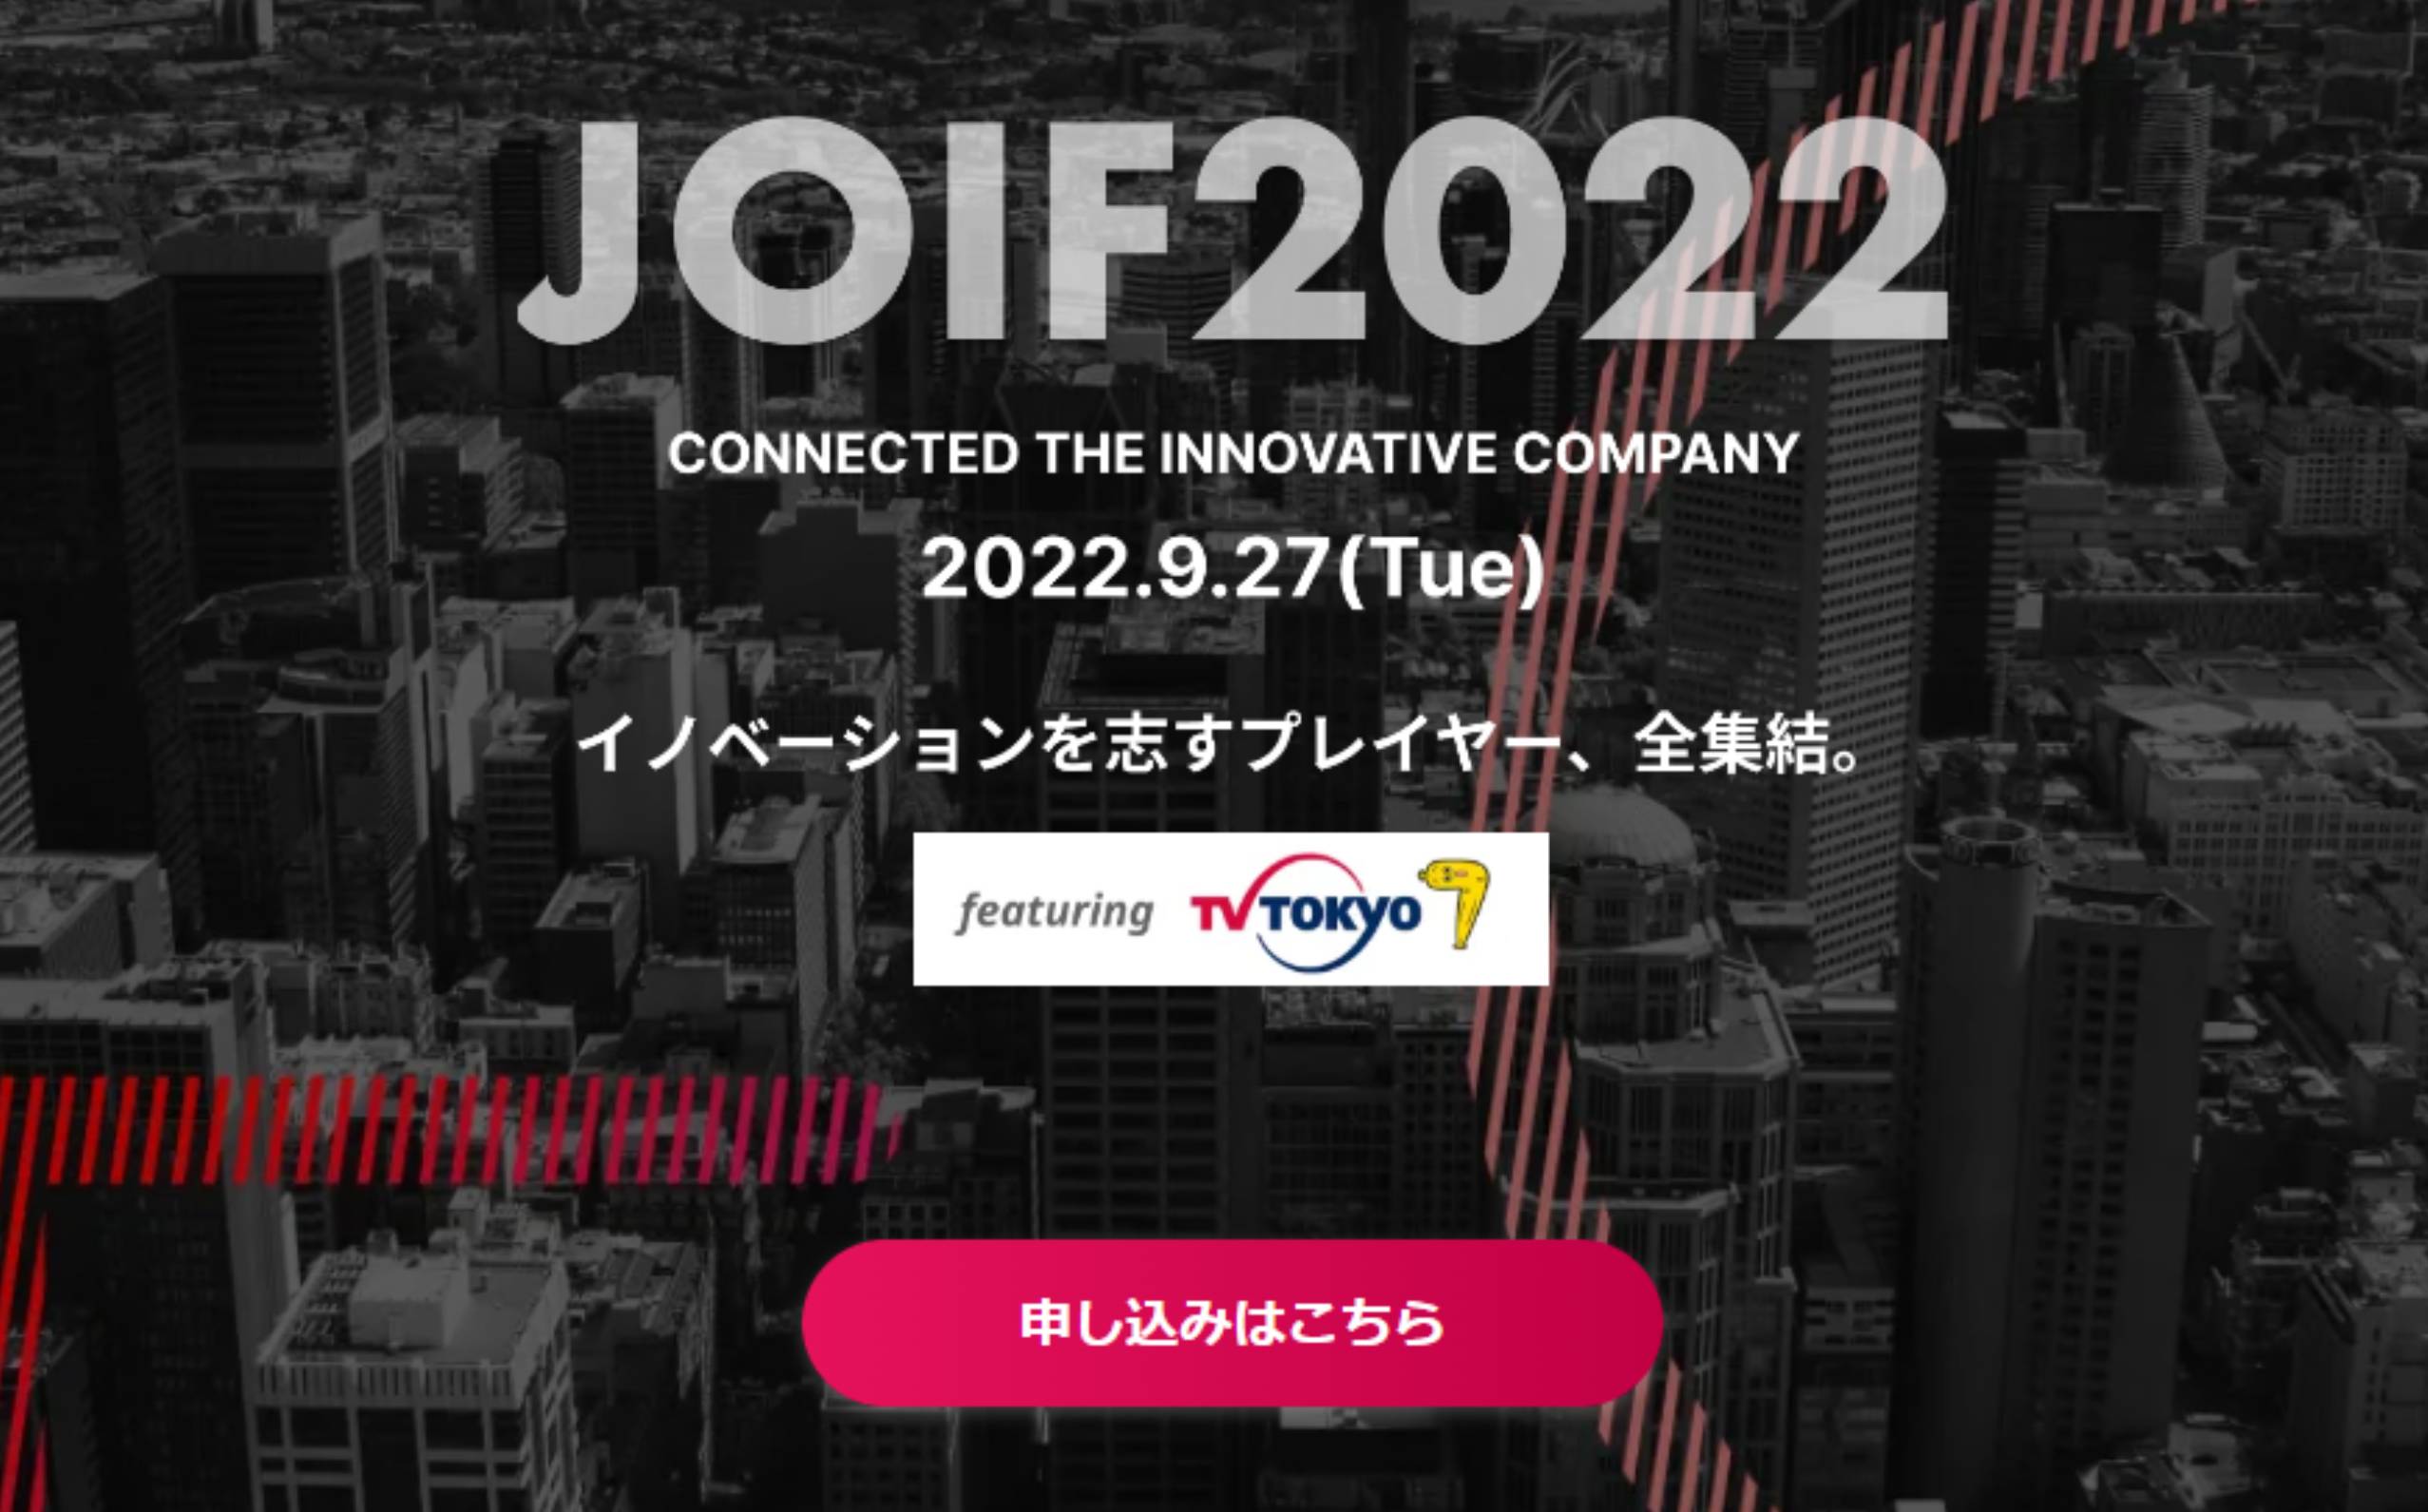 JOIF2022
CONNECTED THE INNOVATIVE COMPANY
2022.9.27(Tue)
イノベーションを志すプレイヤー、全集結。
featuring TV TOKYO 7
申し込みはこちら